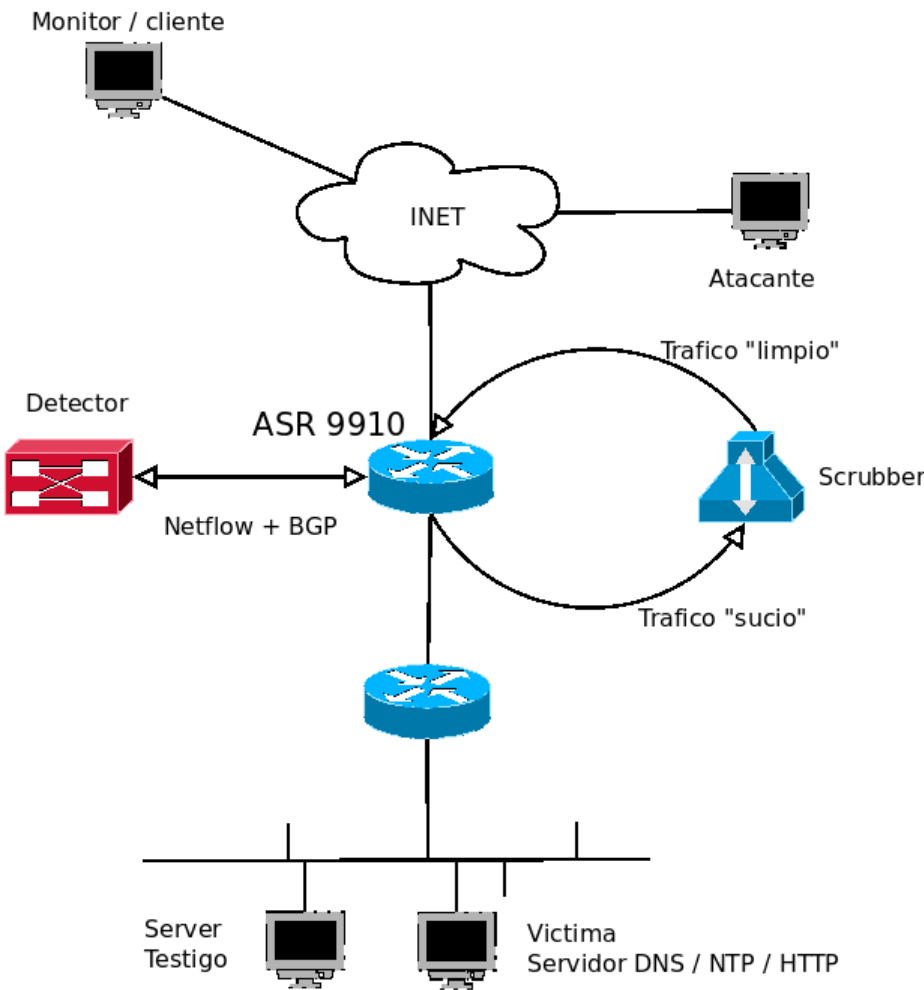 Monitor / cliente
INET
Atacante
Trafico "limpio"
Detector
ASR 9910
Scrubber
Netflow + BGP
Trafico "sucio"
Server
Testigo
Victima
Servidor DNS / NTP / HTTP